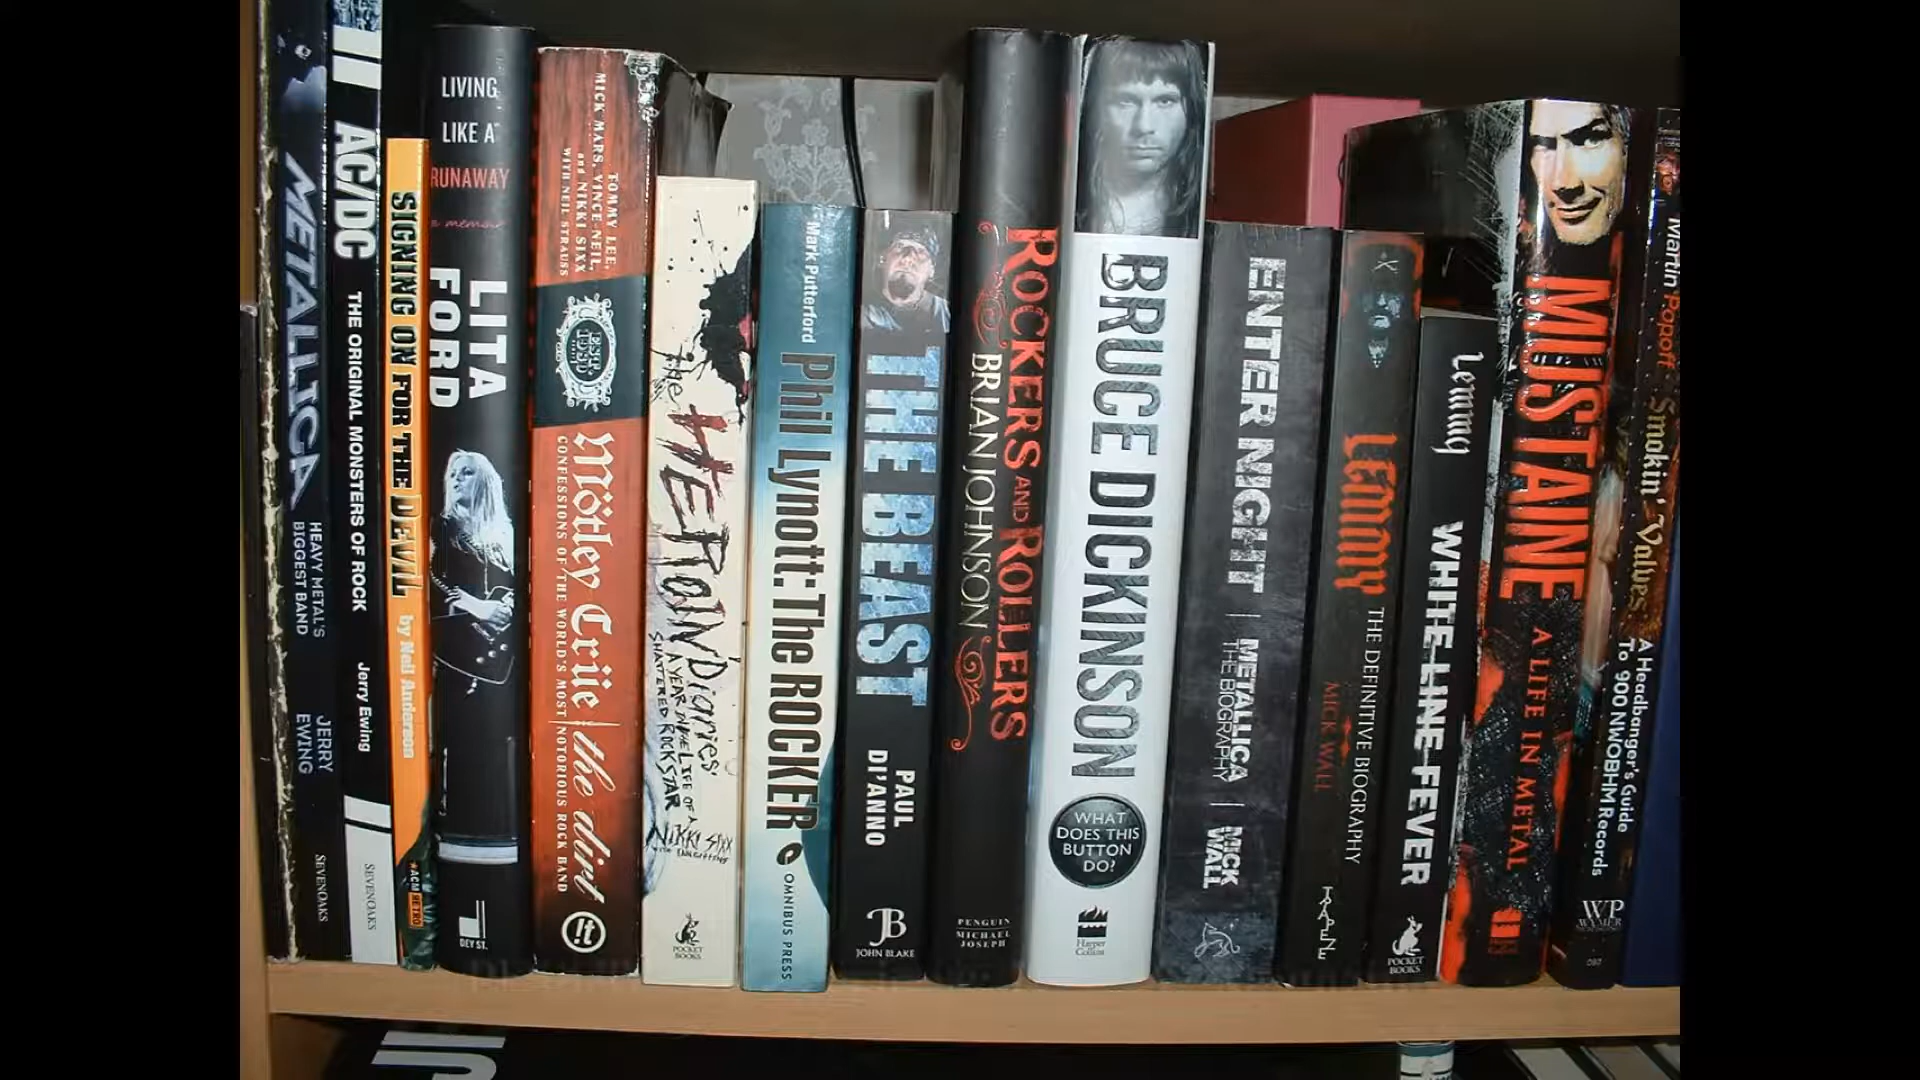 METALLICA
HEAVY METAL'S
BIGGEST BAND
JERRY
EWING
SEVENOAKS
AC/DC
THE ORIGINAL MONSTERS OF ROCK
Jerry Ewing
SEVENOAKS
SIGNING ON FOR THE DEVIL
by Neil Anderson
ACM RETRO
LIVING
LIKE A
RUNAWAY
a memoir
LITA
FORD
DEY ST.
TOMMY LEE,
MICK MARS, VINCE NEIL,
and NIKKI SIXX
WITH NEIL STRAUSS
Mötley Crüe
the dirt
CONFESSIONS OF THE WORLD'S MOST NOTORIOUS ROCK BAND
!t
the HEROIN Diaries
A YEAR IN THE LIFE OF A
SHATTERED ROCK STAR
NIKKI SIXX
POCKET
BOOKS
Mark Putterford
Phil Lynott: The ROCKER
OMNIBUS PRESS
THE BEAST
PAUL
DI'ANNO
JB
JOHN BLAKE
ROCKERS AND ROLLERS
BRIAN JOHNSON
PENGUIN
MICHAEL
JOSEPH
BRUCE DICKINSON
WHAT
DOES THIS
BUTTON
DO?
Harper
Collins
ENTER NIGHT
METALLICA
THE BIOGRAPHY
MICK
WALL
LEMMY
THE DEFINITIVE BIOGRAPHY
MICK WALL
Lemmy
WHITE LINE FEVER
POCKET
BOOKS
MUSTAINE
A LIFE IN METAL
Martin Popoff
Smokin' Valves:
A Headbanger's Guide
To 900 NWOBHM Records
WP
WYMER